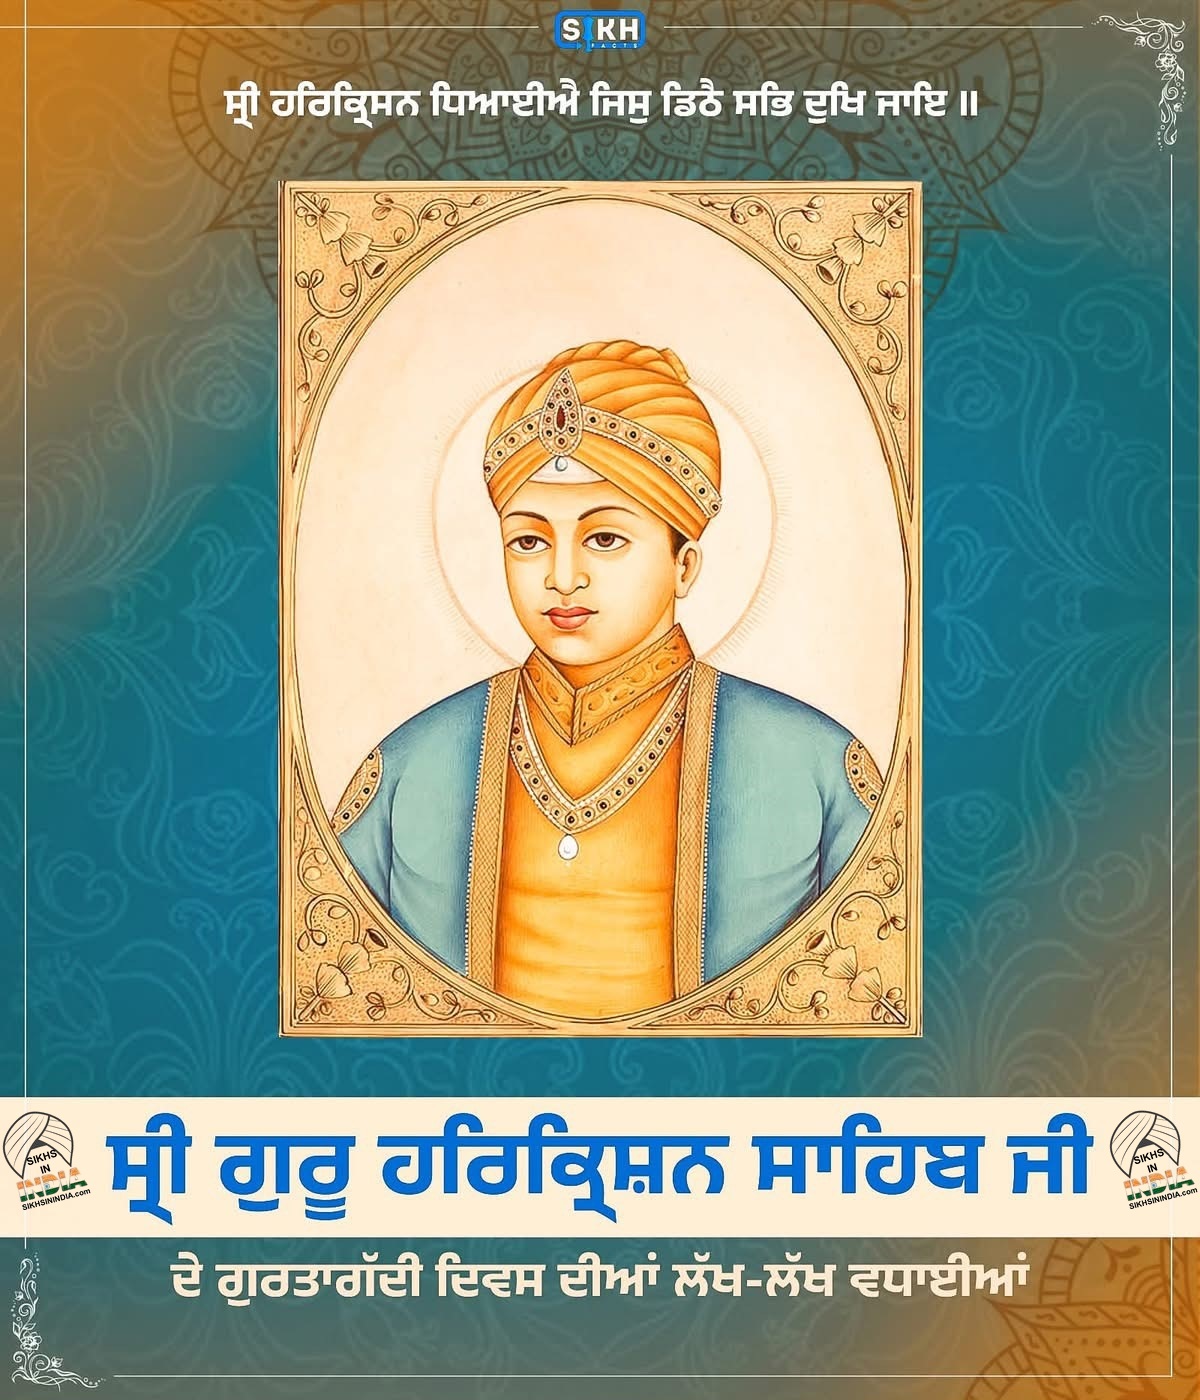 SIKH
FACTS
ਸ੍ਰੀ ਹਰਿਕ੍ਰਿਸਨ ਧਿਆਈਐ ਜਿਸੁ ਡਿਠੈ ਸਭਿ ਦੁਖਿ ਜਾਇ ॥
SIKHS
IN
INDIA
SIKHSININDIA.com
ਸ੍ਰੀ ਗੁਰੂ ਹਰਿਕ੍ਰਿਸ਼ਨ ਸਾਹਿਬ ਜੀ
SIKHS
IN
INDIA
SIKHSININDIA.com
ਦੇ ਗੁਰਤਾਗੱਦੀ ਦਿਵਸ ਦੀਆਂ ਲੱਖ-ਲੱਖ ਵਧਾਈਆਂ